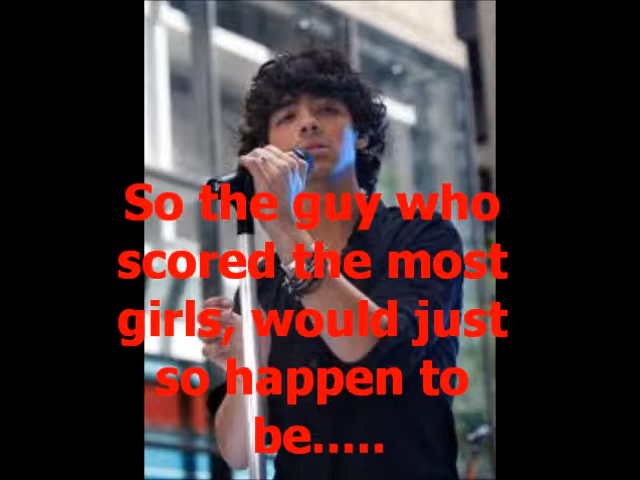 So the guy who
scored the most
girls, would just
so happen to
be.....